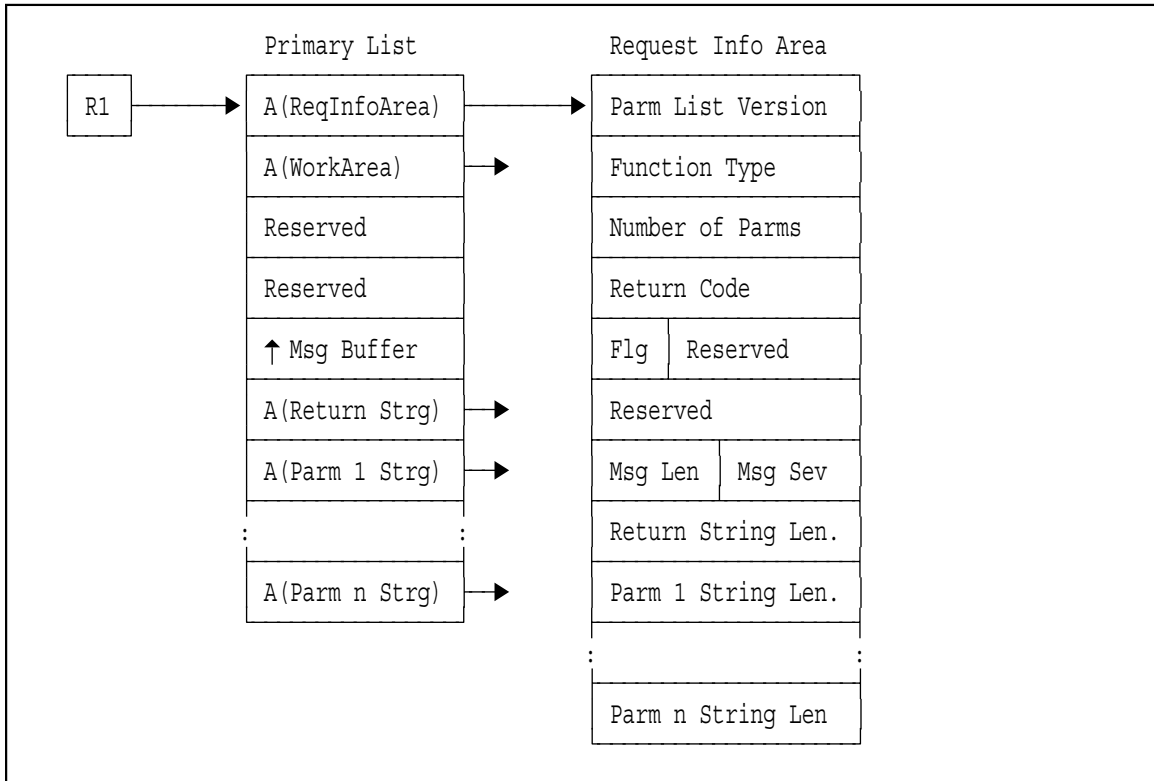 Primary List
Request Info Area
R1
A(ReqInfoArea)
Parm List Version
A(WorkArea)
Function Type
Reserved
Number of Parms
Reserved
Return Code
↑ Msg Buffer
Flg
Reserved
A(Return Strg)
Reserved
A(Parm 1 Strg)
Msg Len
Msg Sev
:
:
Return String Len.
A(Parm n Strg)
Parm 1 String Len.
:
:
Parm n String Len